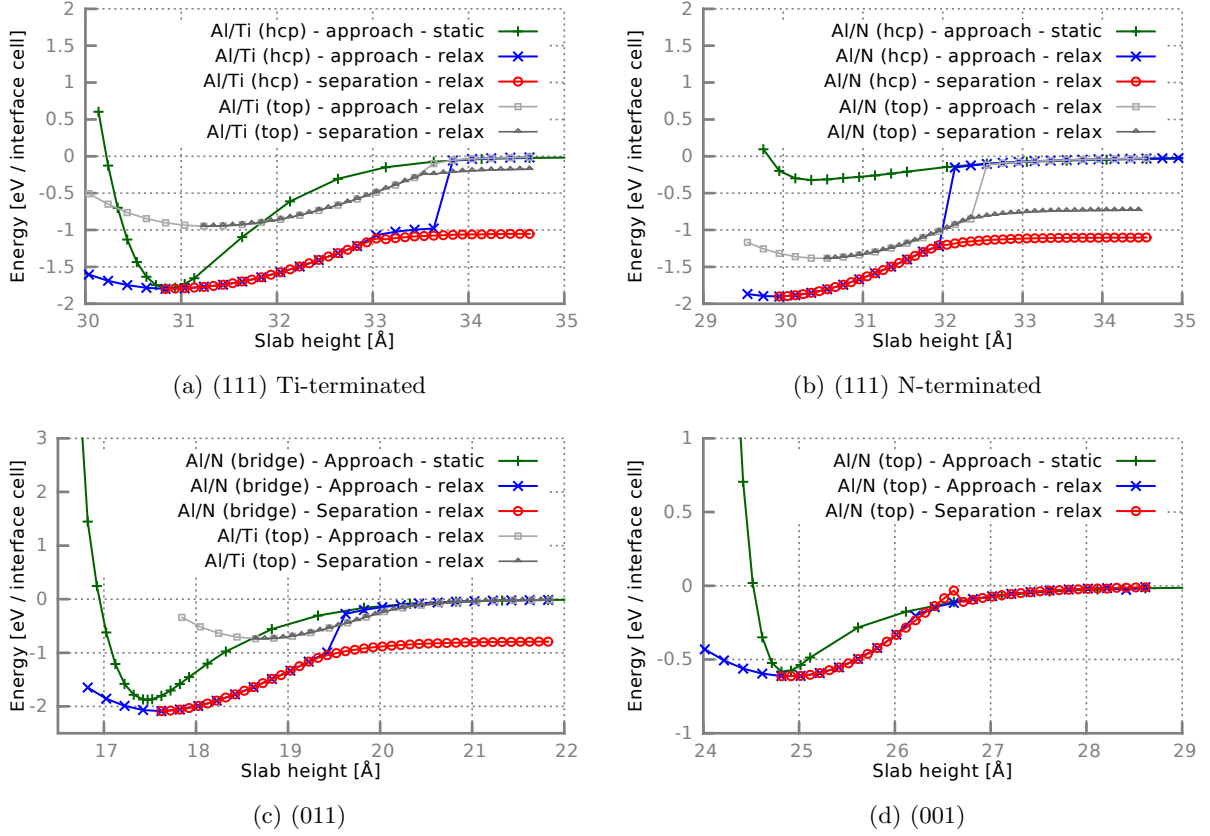 Energy [eV / interface cell]
2
1.5
1
0.5
0
-0.5
-1
-1.5
-2
Al/Ti (hcp) - approach - static
Al/Ti (hcp) - approach - relax
Al/Ti (hcp) - separation - relax
Al/Ti (top) - approach - relax
Al/Ti (top) - separation - relax
30 31 32 33 34 35
Slab height [Å]
(a) (111) Ti-terminated
Energy [eV / interface cell]
2
1.5
1
0.5
0
-0.5
-1
-1.5
-2
Al/N (hcp) - approach - static
Al/N (hcp) - approach - relax
Al/N (hcp) - separation - relax
Al/N (top) - approach - relax
Al/N (top) - separation - relax
29 30 31 32 33 34 35
Slab height [Å]
(b) (111) N-terminated
Energy [eV / interface cell]
3
2
1
0
-1
-2
Al/N (bridge) - Approach - static
Al/N (bridge) - Approach - relax
Al/N (bridge) - Separation - relax
Al/Ti (top) - Approach - relax
Al/Ti (top) - Separation - relax
17 18 19 20 21 22
Slab height [Å]
(c) (011)
Energy [eV / interface cell]
1
0.5
0
-0.5
-1
Al/N (top) - Approach - static
Al/N (top) - Approach - relax
Al/N (top) - Separation - relax
24 25 26 27 28 29
Slab height [Å]
(d) (001)